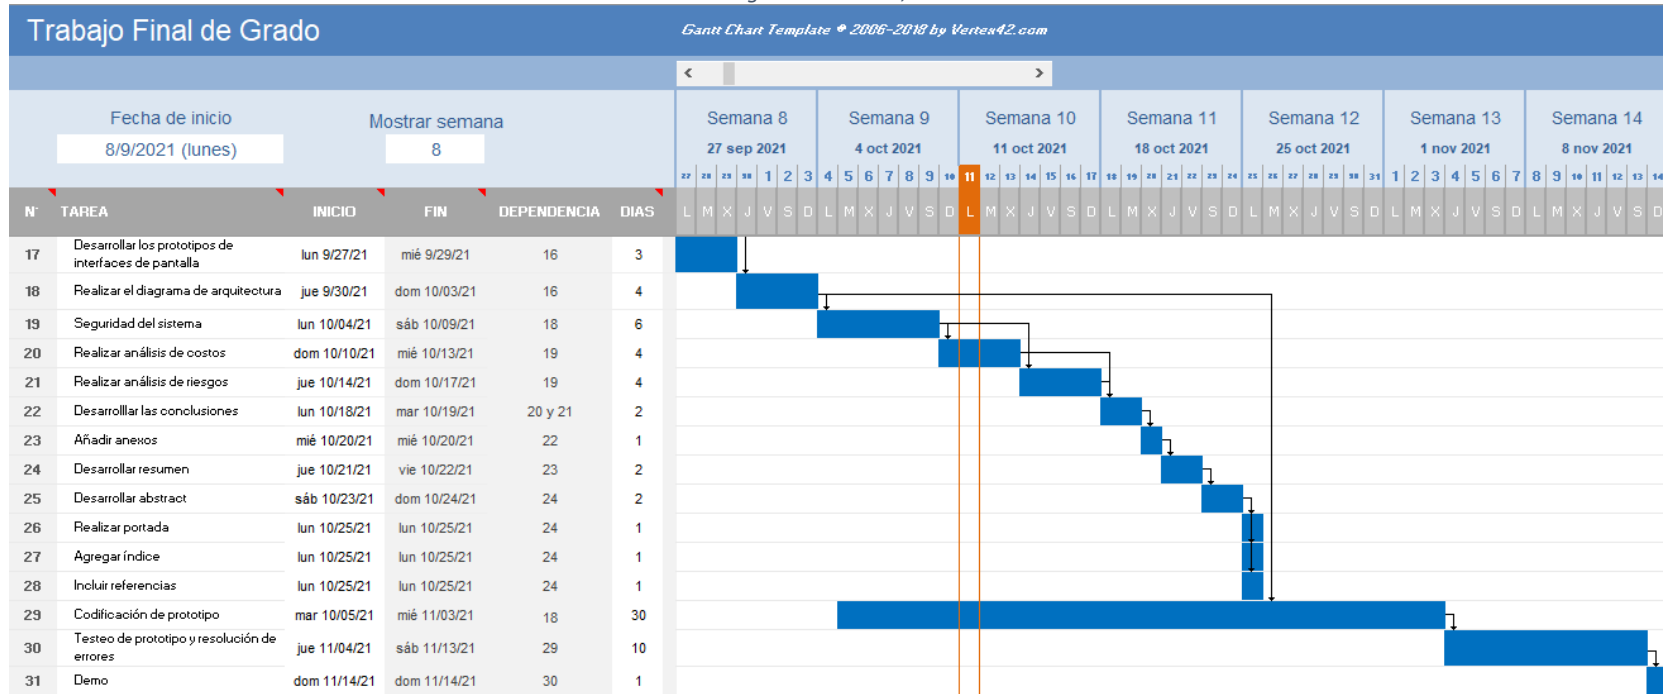 Trabajo Final de Grado
Gantt Chart Template © 2006-2018 by Vertex42.com
Fecha de inicio Mostrar semana
8/9/2021 (lunes) 8
Semana 8 Semana 9 Semana 10 Semana 11 Semana 12 Semana 13 Semana 14
27 sep 2021 4 oct 2021 11 oct 2021 18 oct 2021 25 oct 2021 1 nov 2021 8 nov 2021
27 28 29 30 1 2 3 4 5 6 7 8 9 10 11 12 13 14 15 16 17 18 19 20 21 22 23 24 25 26 27 28 29 30 31 1 2 3 4 5 6 7 8 9 10 11 12 13 14
N° TAREA INICIO FIN DEPENDENCIA DIAS L M X J V S D L M X J V S D L M X J V S D L M X J V S D L M X J V S D L M X J V S D L M X J V S D
17 Desarrollar los prototipos de
interfaces de pantalla lun 9/27/21 mié 9/29/21 16 3
18 Realizar el diagrama de arquitectura jue 9/30/21 dom 10/03/21 16 4
19 Seguridad del sistema lun 10/04/21 sáb 10/09/21 18 6
20 Realizar análisis de costos dom 10/10/21 mié 10/13/21 19 4
21 Realizar análisis de riesgos jue 10/14/21 dom 10/17/21 19 4
22 Desarrolllar las conclusiones lun 10/18/21 mar 10/19/21 20 y 21 2
23 Añadir anexos mié 10/20/21 mié 10/20/21 22 1
24 Desarrollar resumen jue 10/21/21 vie 10/22/21 23 2
25 Desarrollar abstract sáb 10/23/21 dom 10/24/21 24 2
26 Realizar portada lun 10/25/21 lun 10/25/21 24 1
27 Agregar índice lun 10/25/21 lun 10/25/21 24 1
28 Incluir referencias lun 10/25/21 lun 10/25/21 24 1
29 Codificación de prototipo mar 10/05/21 mié 11/03/21 18 30
30 Testeo de prototipo y resolución de
errores jue 11/04/21 sáb 11/13/21 29 10
31 Demo dom 11/14/21 dom 11/14/21 30 1